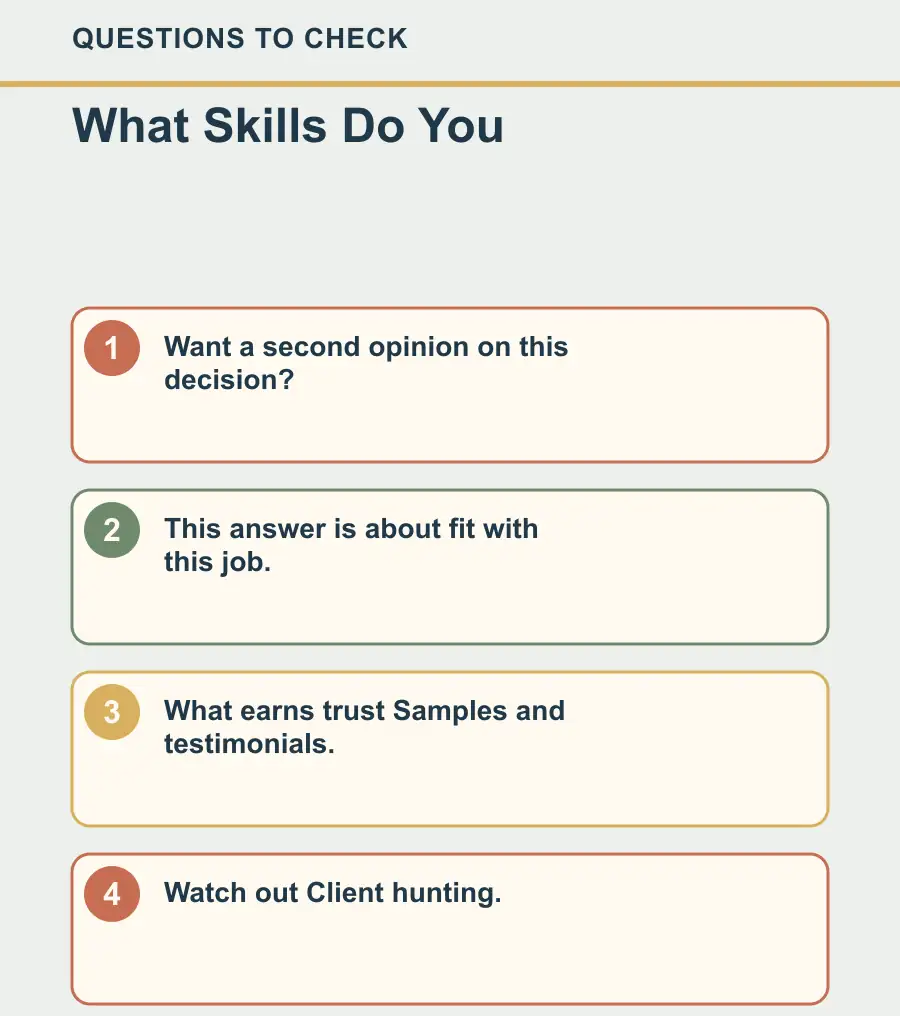 QUESTIONS TO CHECK
What Skills Do You
1
Want a second opinion on this
decision?
2
This answer is about fit with
this job.
3
What earns trust Samples and
testimonials.
4
Watch out Client hunting.